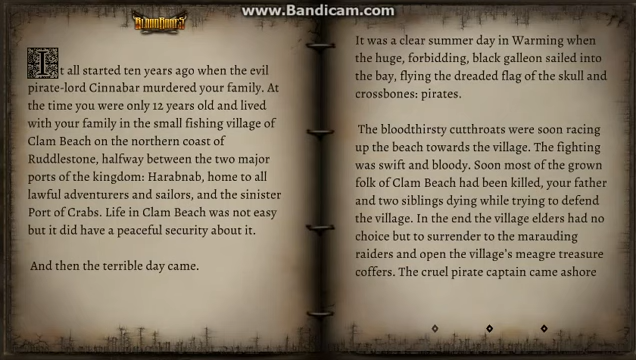 www.Bandicam.com
BloodBones
It all started ten years ago when the evil
pirate-lord Cinnabar murdered your family. At
the time you were only 12 years old and lived
with your family in the small fishing village of
Clam Beach on the northern coast of
Ruddlestone, halfway between the two major
ports of the kingdom: Harabnab, home to all
lawful adventurers and sailors, and the sinister
Port of Crabs. Life in Clam Beach was not easy
but it did have a peaceful security about it.
And then the terrible day came.
It was a clear summer day in Warming when
the huge, forbidding, black galleon sailed into
the bay, flying the dreaded flag of the skull and
crossbones: pirates.
The bloodthirsty cutthroats were soon racing
up the beach towards the village. The fighting
was swift and bloody. Soon most of the grown
folk of Clam Beach had been killed, your father
and two siblings dying while trying to defend
the village. In the end the village elders had no
choice but to surrender to the marauding
raiders and open the village's meagre treasure
coffers. The cruel pirate captain came ashore